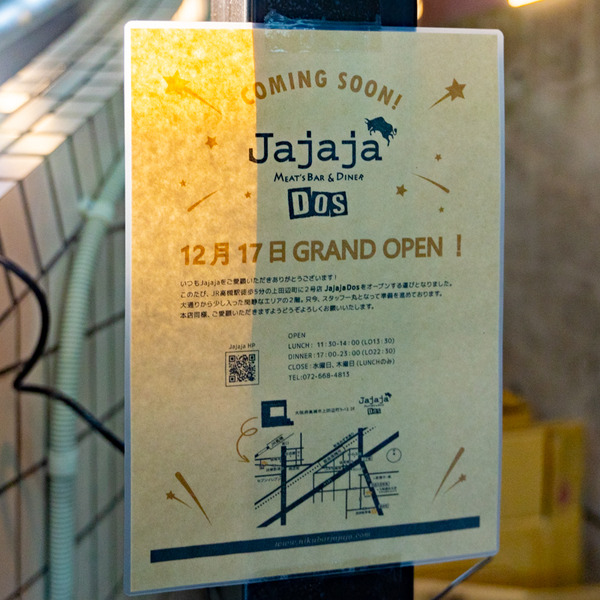 COMING SOON!
Jajaja
MEAT'S BAR & DINER
DOS
12月17日 GRAND OPEN！
いつもJajajaをご愛顧いただきありがとうございます！
このたび、JR高槻駅徒歩5分の上田辺町に2号店 Jajaja Dosをオープンする運びとなりました。
大通りから少し入った閑静なエリアの2階。只今、スタッフ一丸となって準備を進めております。
本店同様、ご愛顧いただきますようどうぞよろしくお願いいたします。
OPEN
LUNCH : 11:30-14:00 (LO13:30)
DINNER : 17:00-23:00 (LO22:30)
CLOSE : 水曜日、木曜日 (LUNCHのみ)
TEL : 072-668-4813
Jajaja HP
Jajaja
DOS